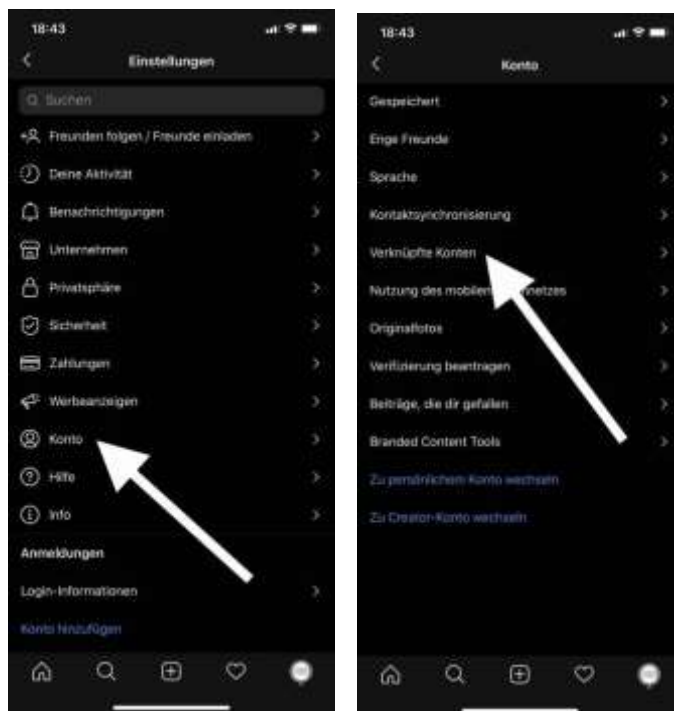 18:43
Einstellungen
Suchen
Freunden folgen / Freunde einladen
Deine Aktivität
Benachrichtigungen
Unternehmen
Privatsphäre
Sicherheit
Zahlungen
Werbeanzeigen
Konto
Hilfe
Info
Anmeldungen
Login-Informationen
Konto hinzufügen
18:43
Konto
Gespeichert
Enge Freunde
Sprache
Kontaktsynchronisierung
Verknüpfte Konten
Nutzung des mobilen
Originalfotos
Verifizierung beantragen
Beiträge, die dir gefallen
Branded Content Tools
Zu persönlichem Konto wechseln
Zu Creator-Konto wechseln